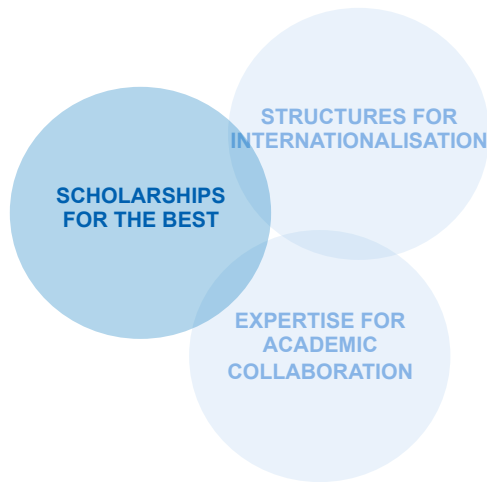 STRUCTURES FOR
INTERNATIONALISATION
SCHOLARSHIPS
FOR THE BEST
EXPERTISE FOR
ACADEMIC
COLLABORATION